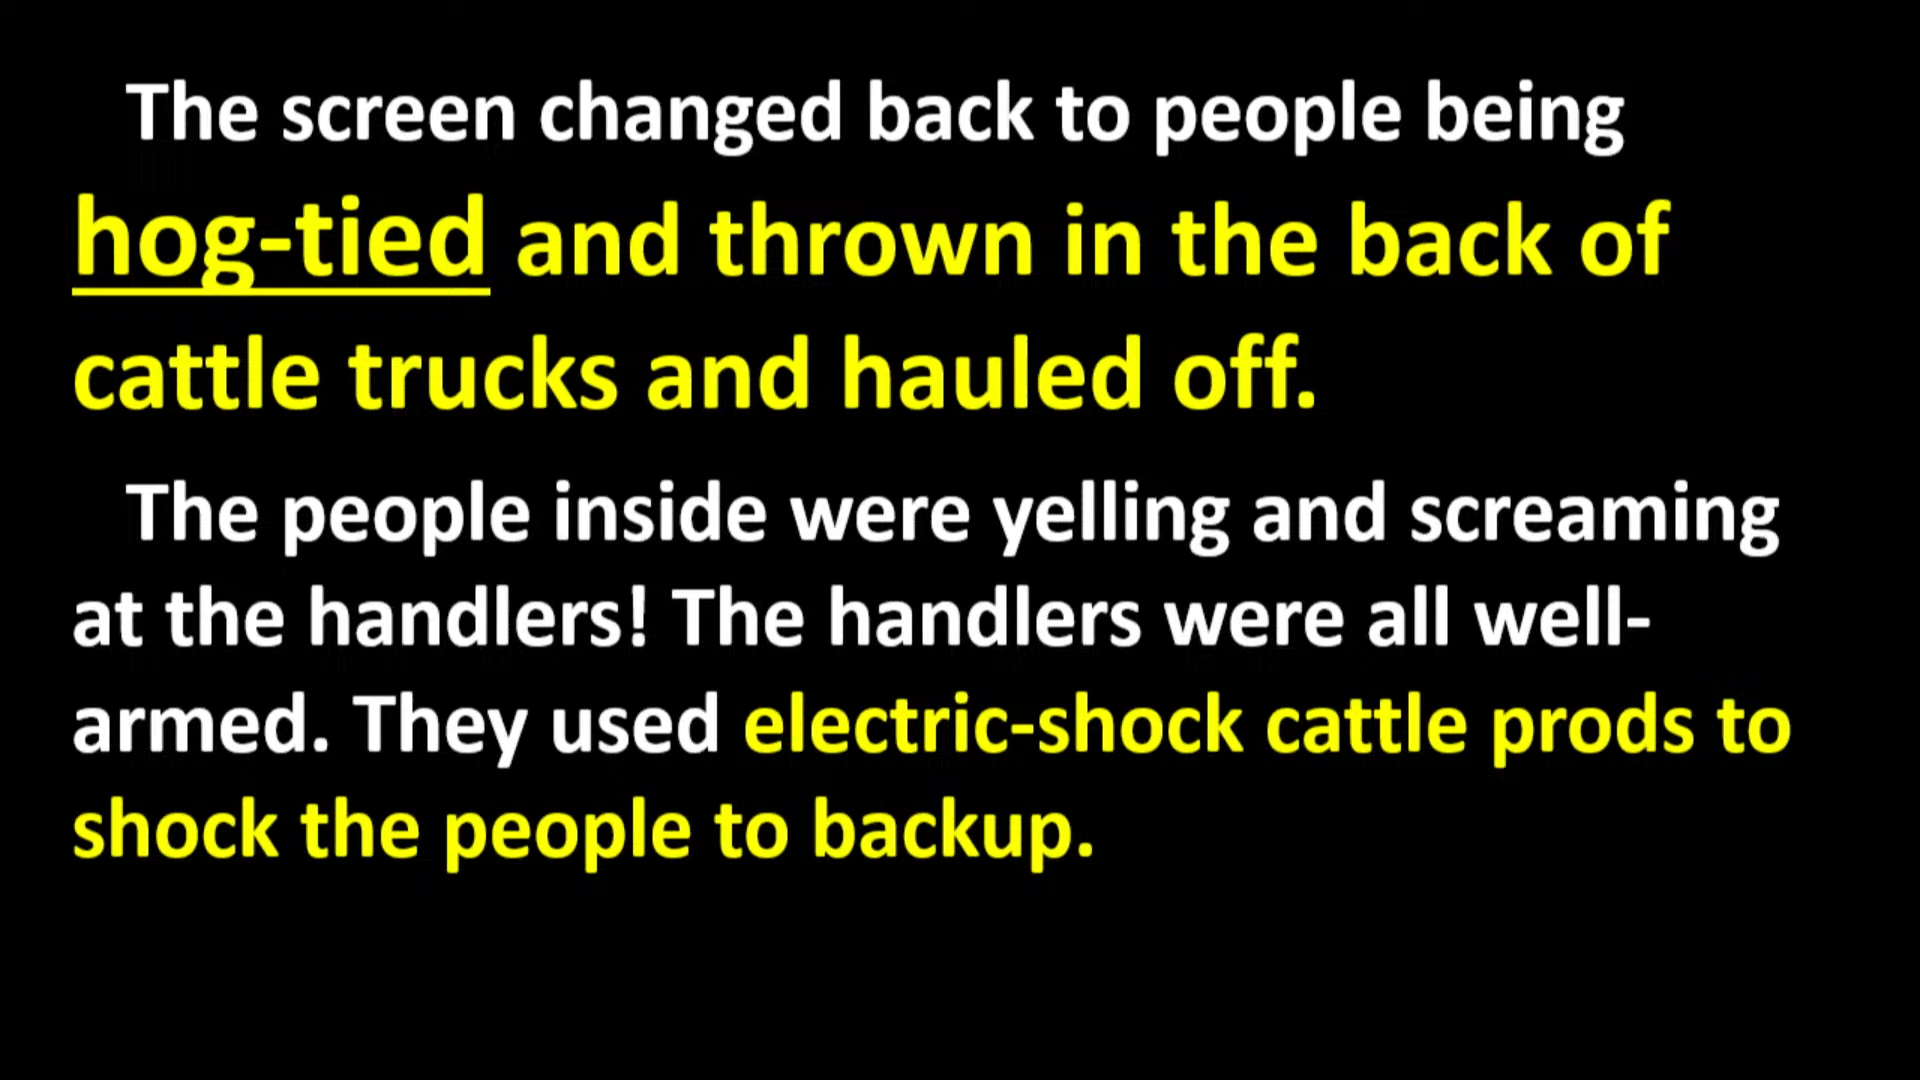 The screen changed back to people being
hog-tied and thrown in the back of
cattle trucks and hauled off.
The people inside were yelling and screaming
at the handlers! The handlers were all well-
armed. They used electric-shock cattle prods to
shock the people to backup.